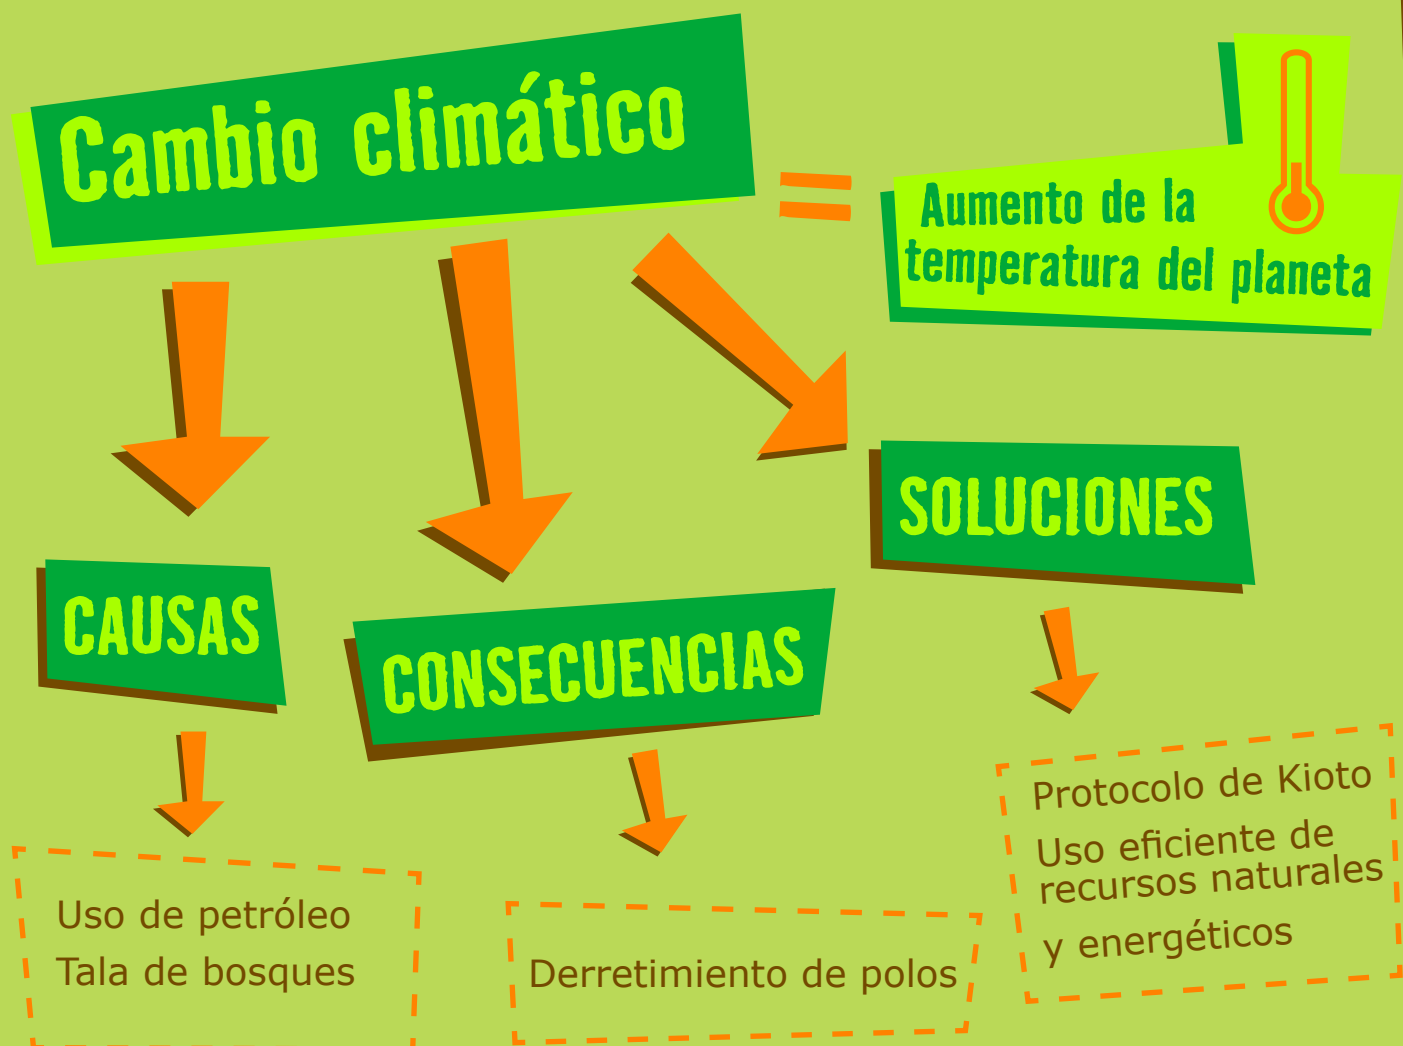 Cambio climático
Aumento de la
temperatura del planeta
CAUSAS
CONSECUENCIAS
SOLUCIONES
Uso de petróleo
Tala de bosques
Derretimiento de polos
Protocolo de Kioto
Uso eficiente de
recursos naturales
y energéticos